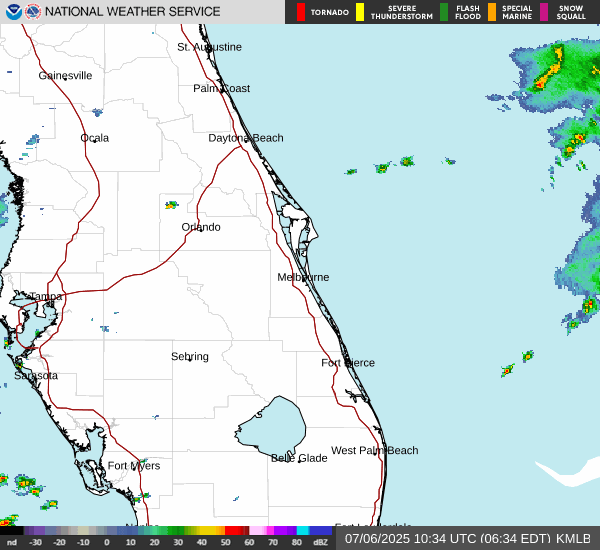 NATIONAL WEATHER SERVICE
TORNADO
SEVERE THUNDERSTORM
FLASH FLOOD
SPECIAL MARINE
SNOW SQUALL
St. Augustine
Gainesville
Palm Coast
Ocala
Daytona Beach
Orlando
Melbourne
Tampa
Sebring
Fort Pierce
Sarasota
West Palm Beach
Belle Glade
Fort Myers
nd -30 -20 -10 0 10 20 30 40 50 60 70 80 dBZ
07/06/2025 10:34 UTC (06:34 EDT) KMLB